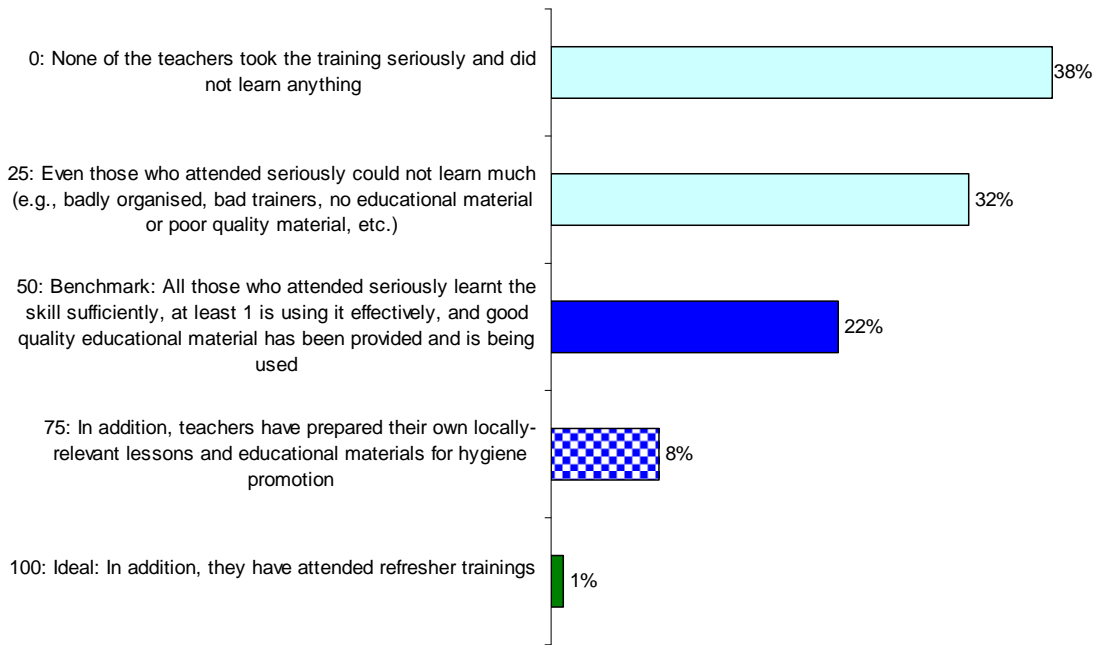 0: None of the teachers took the training seriously and did
not learn anything
38%
25: Even those who attended seriously could not learn much
(e.g., badly organised, bad trainers, no educational material
or poor quality material, etc.)
32%
50: Benchmark: All those who attended seriously learnt the
skill sufficiently, at least 1 is using it effectively, and good
quality educational material has been provided and is being
used
22%
75: In addition, teachers have prepared their own locally-
relevant lessons and educational materials for hygiene
promotion
8%
100: Ideal: In addition, they have attended refresher trainings
1%